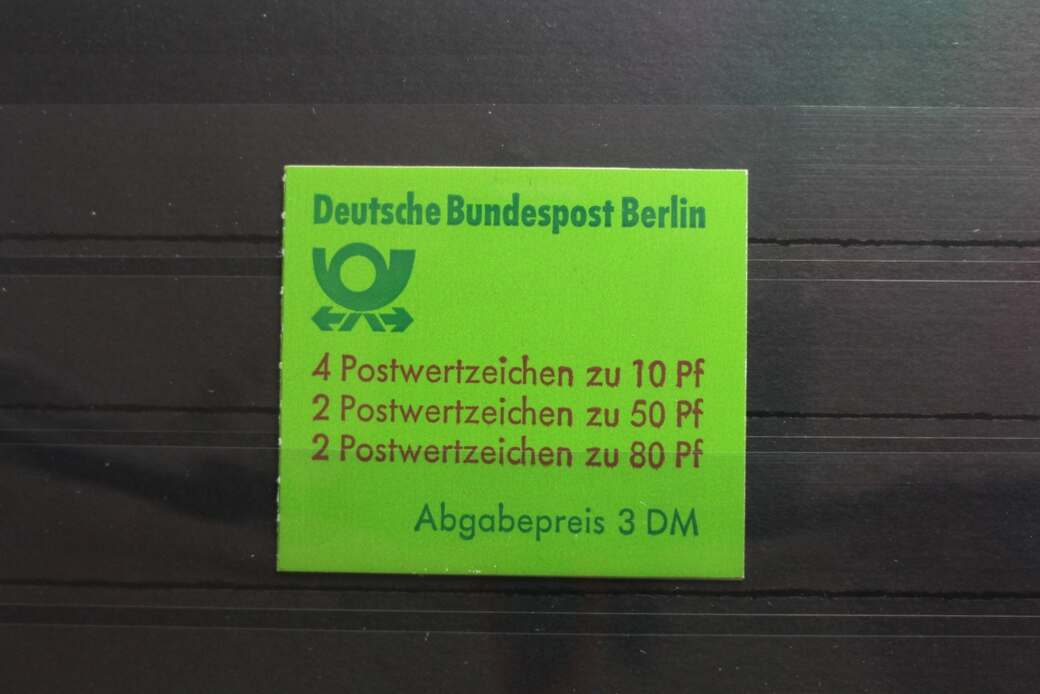 Deutsche Bundespost Berlin
4 Postwertzeichen zu 10 Pf
2 Postwertzeichen zu 50 Pf
2 Postwertzeichen zu 80 Pf
Abgabepreis 3 DM